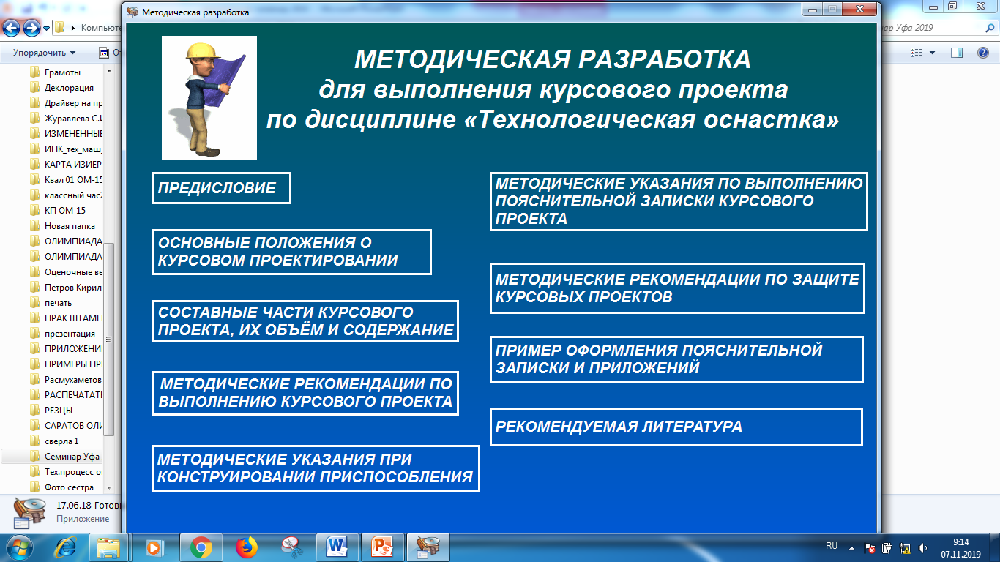 Методическая разработка
Компьюте
ар Уфа 2019
Упорядочить
От
Грамоты
Декларация
Драйвер на пр
Журавлева С.И
ИЗМЕНЕННЫЕ
ИНК_тех_маш_
КАРТА ИЗИЕР
Квал 01 ОМ-15
классный час2
КП ОМ-15
Новая папка
ОЛИМПИАДА
ОЛИМПИАДА
Оценочные ве
Петров Кирил
печать
ПРАК ШТАМП
презентация
ПРИЛОЖЕНИ
ПРИМЕРЫ ПРИ
Расмухаметов
РАСПЕЧАТАТЬ
РЕЗЦЫ
САРАТОВ ОЛИ
сверла 1
Семинар Уфа
Тех.процесс оп
Фото сестра
17.06.18 Готовы
Приложение
МЕТОДИЧЕСКАЯ РАЗРАБОТКА
для выполнения курсового проекта
по дисциплине «Технологическая оснастка»
ПРЕДИСЛОВИЕ
ОСНОВНЫЕ ПОЛОЖЕНИЯ О
КУРСОВОМ ПРОЕКТИРОВАНИИ
СОСТАВНЫЕ ЧАСТИ КУРСОВОГО
ПРОЕКТА, ИХ ОБЪЁМ И СОДЕРЖАНИЕ
МЕТОДИЧЕСКИЕ РЕКОМЕНДАЦИИ ПО
ВЫПОЛНЕНИЮ КУРСОВОГО ПРОЕКТА
МЕТОДИЧЕСКИЕ УКАЗАНИЯ ПРИ
КОНСТРУИРОВАНИИ ПРИСПОСОБЛЕНИЯ
МЕТОДИЧЕСКИЕ УКАЗАНИЯ ПО ВЫПОЛНЕНИЮ
ПОЯСНИТЕЛЬНОЙ ЗАПИСКИ КУРСОВОГО
ПРОЕКТА
МЕТОДИЧЕСКИЕ РЕКОМЕНДАЦИИ ПО ЗАЩИТЕ
КУРСОВЫХ ПРОЕКТОВ
ПРИМЕР ОФОРМЛЕНИЯ ПОЯСНИТЕЛЬНОЙ
ЗАПИСКИ И ПРИЛОЖЕНИЙ
РЕКОМЕНДУЕМАЯ ЛИТЕРАТУРА
RU
9:14
07.11.2019